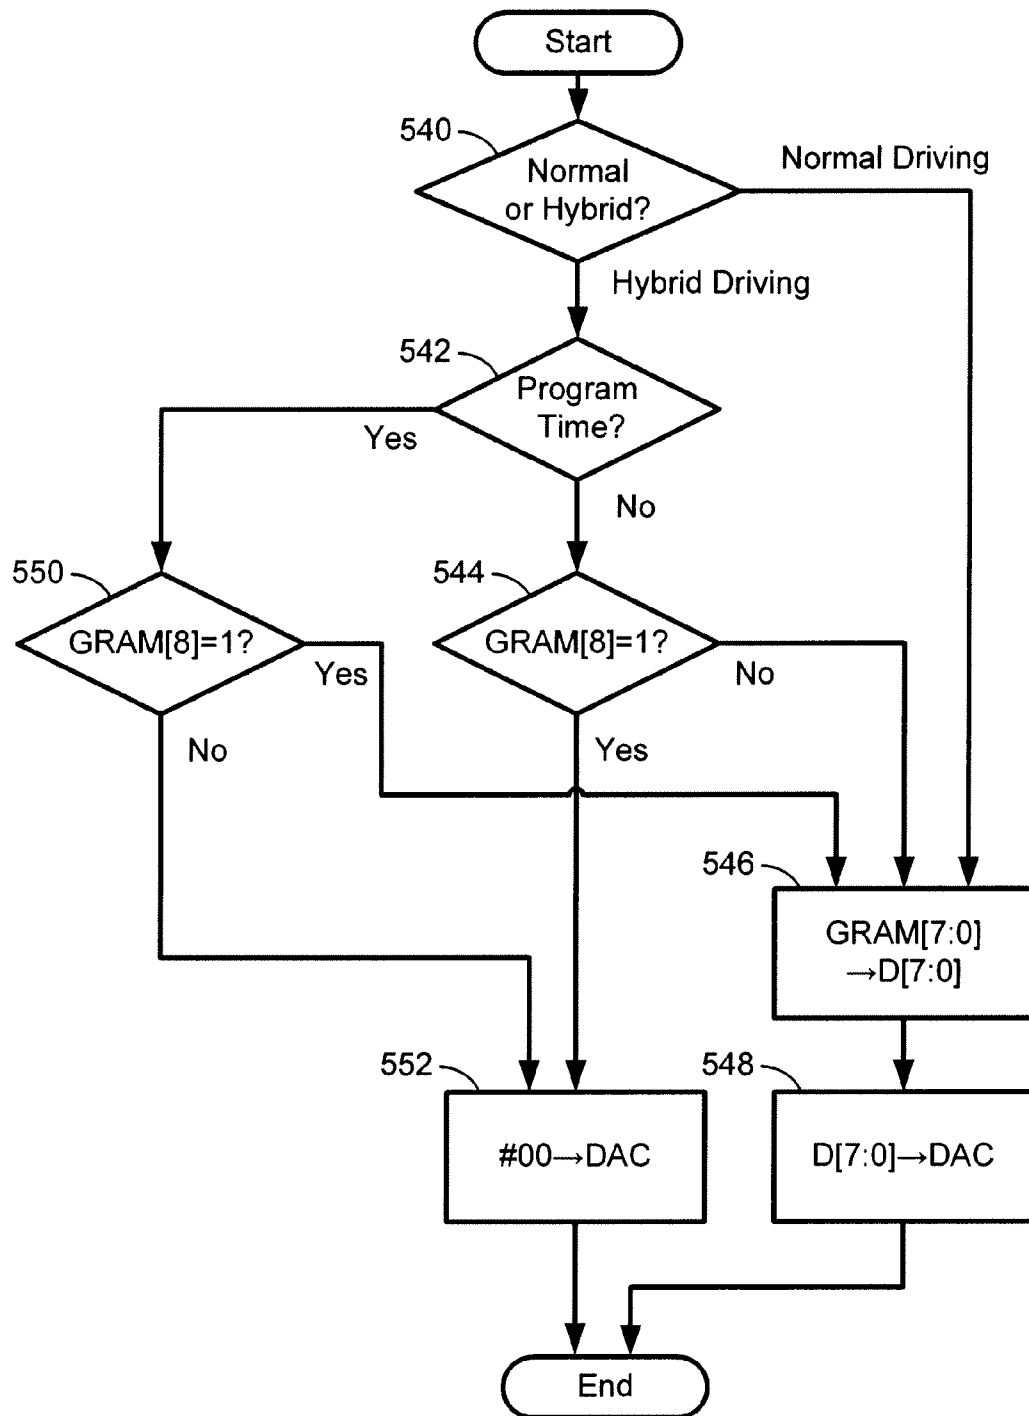 Start
540
Normal
or Hybrid?
Normal Driving
Hybrid Driving
542
Program
Time?
Yes
No
550
GRAM[8]=1?
Yes
No
544
GRAM[8]=1?
No
Yes
546
GRAM[7:0]
→D[7:0]
552
#00→DAC
548
D[7:0]→DAC
End